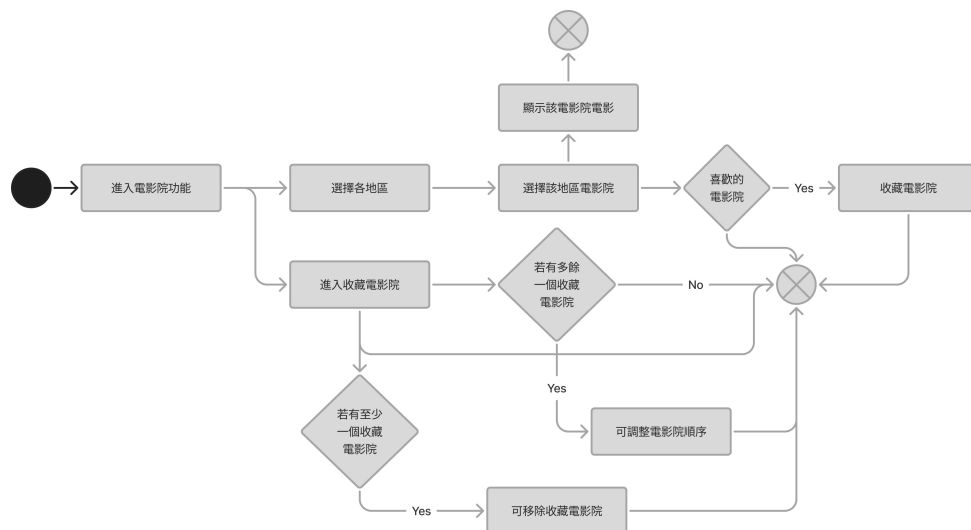 顯示該電影院電影
進入電影院功能
選擇各地區
選擇該地區電影院
喜歡的
電影院
Yes
收藏電影院
進入收藏電影院
若有多餘
一個收藏
電影院
No
Yes
若有至少
一個收藏
電影院
可調整電影院順序
Yes
可移除收藏電影院